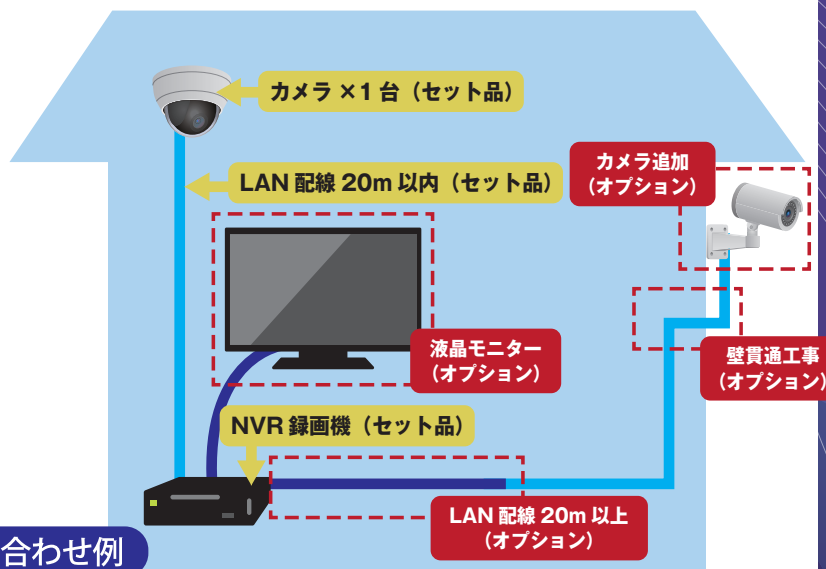 カメラ ×1 台（セット品）
カメラ追加
（オプション）
LAN 配線 20m 以内（セット品）
液晶モニター
（オプション）
壁貫通工事
（オプション）
NVR 録画機（セット品）
LAN 配線 20m 以上
（オプション）
合わせ例